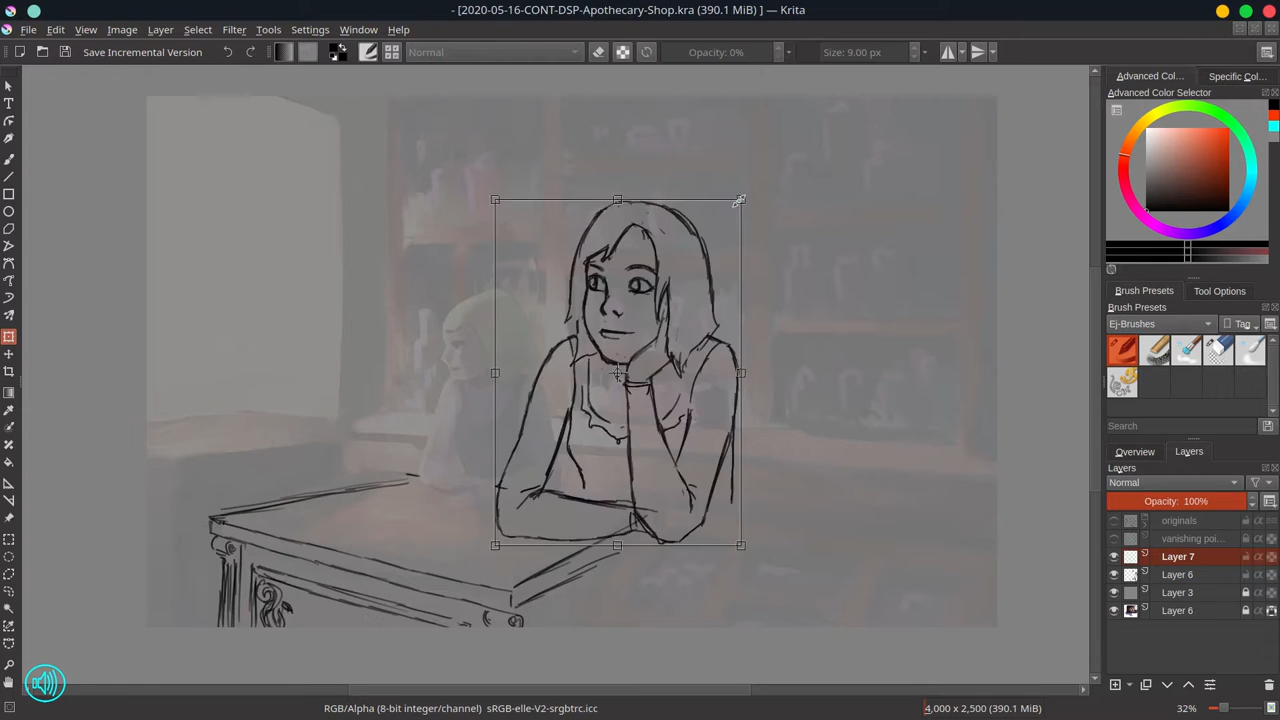 - [2020-05-16-CONT-DSP-Apothecary-Shop.kra (390.1 MiB) ] — Krita
File Edit View Image Layer Select Filter Tools Settings Window Help
Save Incremental Version Normal Opacity: 0% Size: 9.00 px
Advanced Col... Specific Col...
Advanced Color Selector
Brush Presets Tool Options
Brush Presets
Ej-Brushes Tag
Search
Overview Layers
Layers
Normal
Opacity: 100%
originals
vanishing poi...
Layer 7
Layer 6
Layer 3
Layer 6
RGB/Alpha (8-bit integer/channel) sRGB-elle-V2-srgbtrc.icc 4,000 x 2,500 (390.1 MiB) 32%